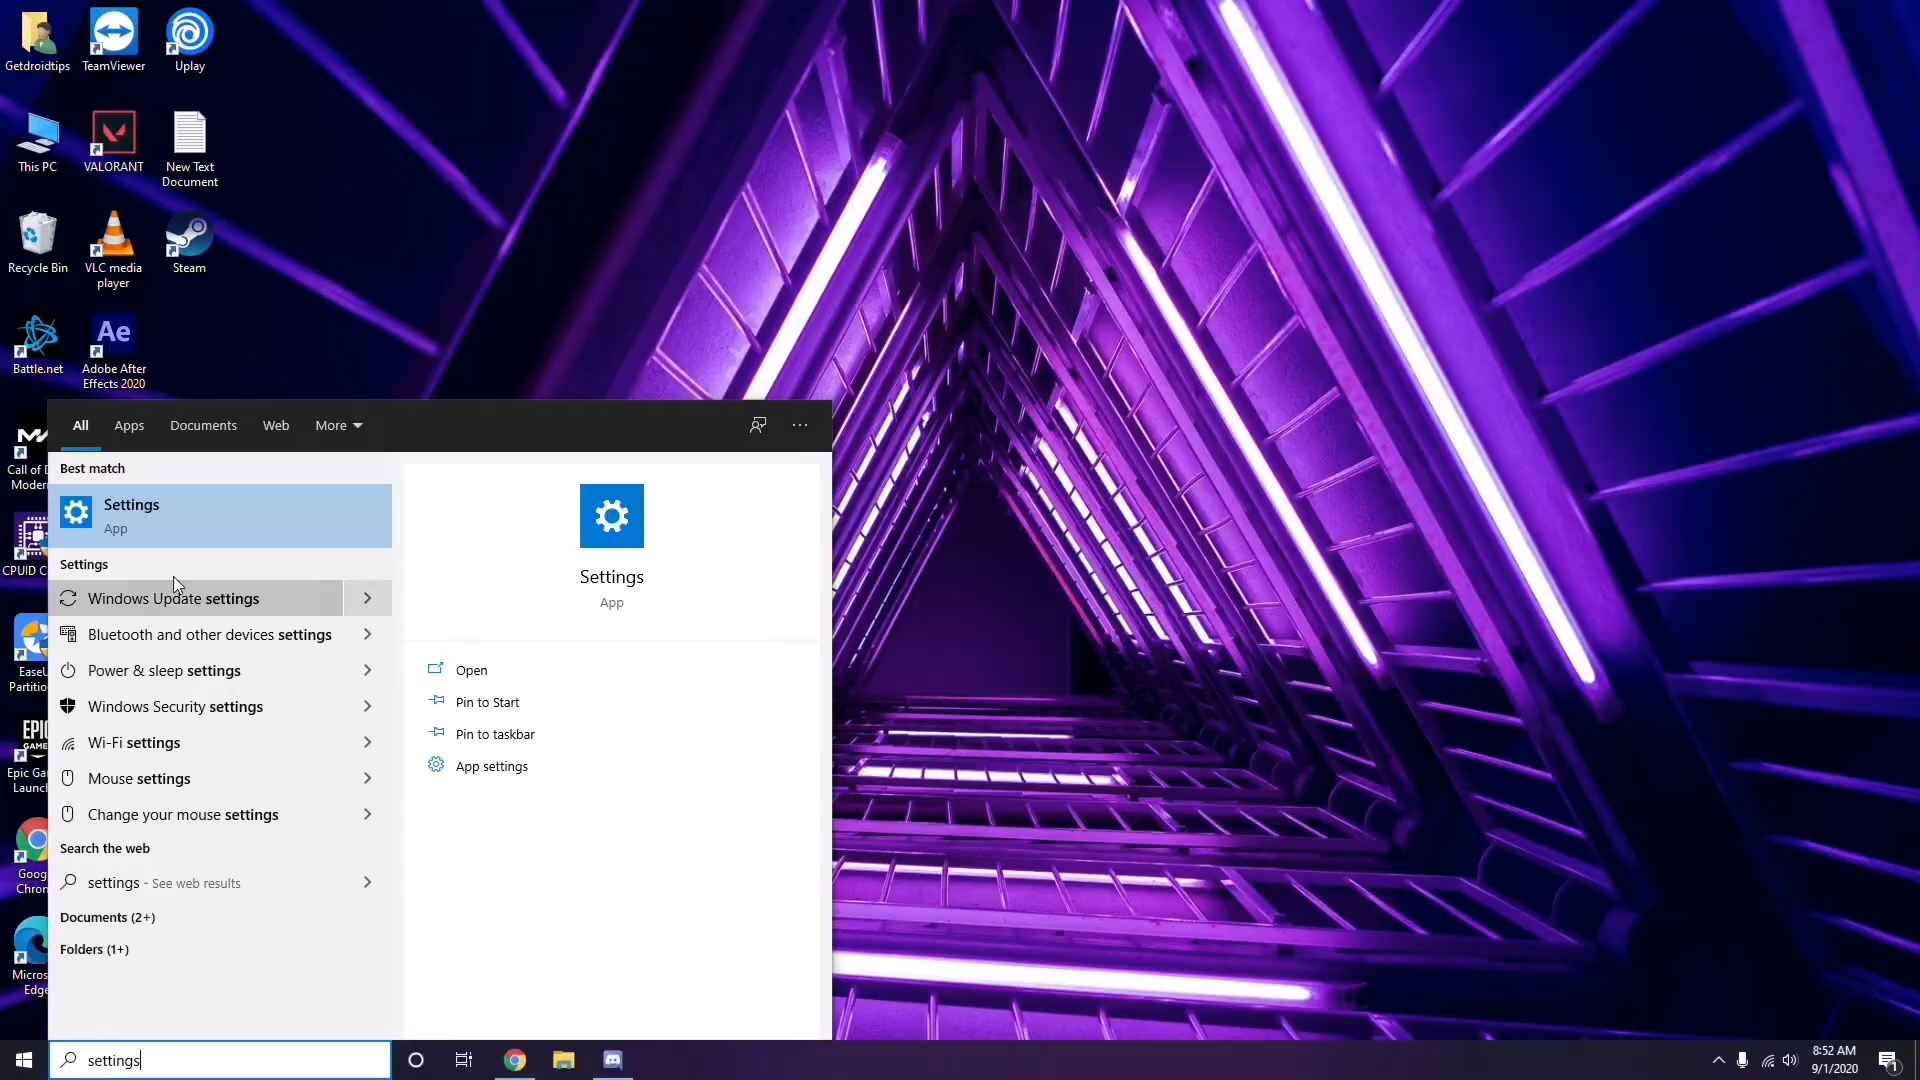 Getdroidtips
TeamViewer
Uplay
This PC
VALORANT
New Text
Document
Recycle Bin
VLC media
player
Steam
Battle.net
Ae
Adobe After
Effects 2020
Call of D
Modern
CPUID C
EaseU
Partition
EPIC
GAME
Epic Ga
Launch
Goog
Chron
Micros
Edge
All
Apps
Documents
Web
More
Best match
Settings
App
Settings
Windows Update settings
Bluetooth and other devices settings
Power & sleep settings
Windows Security settings
Wi-Fi settings
Mouse settings
Change your mouse settings
Search the web
settings - See web results
Documents (2+)
Folders (1+)
Settings
App
Open
Pin to Start
Pin to taskbar
App settings
settings
8:52 AM
9/1/2020
1